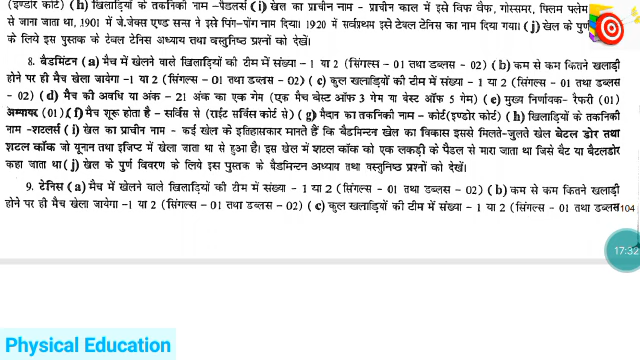 (इण्डोर कोर्ट) (h) खिलाड़ियों के तकनिकी नाम –पैडलर्स (i) खेल का प्राचीन नाम – प्राचीन काल में इसे विफ वैफ, गोस्समर, फ्लिम फ्लेम
से जाना जाता था, 1901 में जे.जेक्स एण्ड सन्स ने इसे पिंग-पोंग नाम दिया। 1920 में सर्वप्रथम इसे टेबल टेनिस का नाम दिया गया। (j) खेल के पुर्ण
के लिये इस पुस्तक के टेबल टेनिस अध्याय तथा वस्तुनिष्ठ प्रश्नों को देखें।
8. बैडमिंटन (a) मैच में खेलने वाले खिलाडियों की टीम में संख्या – 1 या 2 (सिंगल्स – 01 तथा डब्लस – 02) (b) कम से कम कितने खलाडी
होने पर ही मैच खेला जायेगा -1 या 2 (सिंगल्स – 01 तथा डब्लस – 02) (c) कुल खलाड़ियों की टीम में संख्या – 1 या 2 (सिंगल्स – 01 तथा डब्लस
– 02) (d) मैच की अवधि या अंक – 21 अंक का एक गेम (एक मैच बेस्ट ऑफ 3 गेम या बेस्ट ऑफ 5 गेम) (e) मुख्य निर्णायक– रैफरी (01)
अम्पायर (01) (f) मैच शुरू होता है – सर्विस से (राईट सर्विस कोर्ट से) (g) मैदान का तकनिकी नाम – कोर्ट(इण्डोर कोर्ट) (h) खिलाड़ियों के तकनिकी
नाम –शटलर्स (i) खेल का प्राचीन नाम – कई खेल के इतिहासकार मानते हैं कि बैडमिन्टन खेल का विकास इससे मिलते-जुलते खेल बेटल डोर तथा
शटल कॉक जो यूनान तथा इजिप्ट में खेला जाता था से हुआ है। इस खेल में शटल कॉक को एक लकड़ी के पैडल से मारा जाता था जिसे बैट या बैटलडोर
कहा जाता था (j) खेल के पुर्ण विवरण के लिये इस पुस्तक के बैडमिन्टन अध्याय तथा वस्तुनिष्ठ प्रश्नों को देखें।
9. टेनिस (a) मैच में खेलने वाले खिलाडियों की टीम में संख्या – 1 या 2 (सिंगल्स – 01 तथा डब्लस – 02) (b) कम से कम कितने खलाडी
होने पर ही मैच खेला जायेगा -1 या 2 (सिंगल्स – 01 तथा डब्लस – 02) (c) कुल खलाड़ियों की टीम में संख्या – 1 या 2 (सिंगल्स – 01 तथा डब्लस
104
17:32
Physical Education